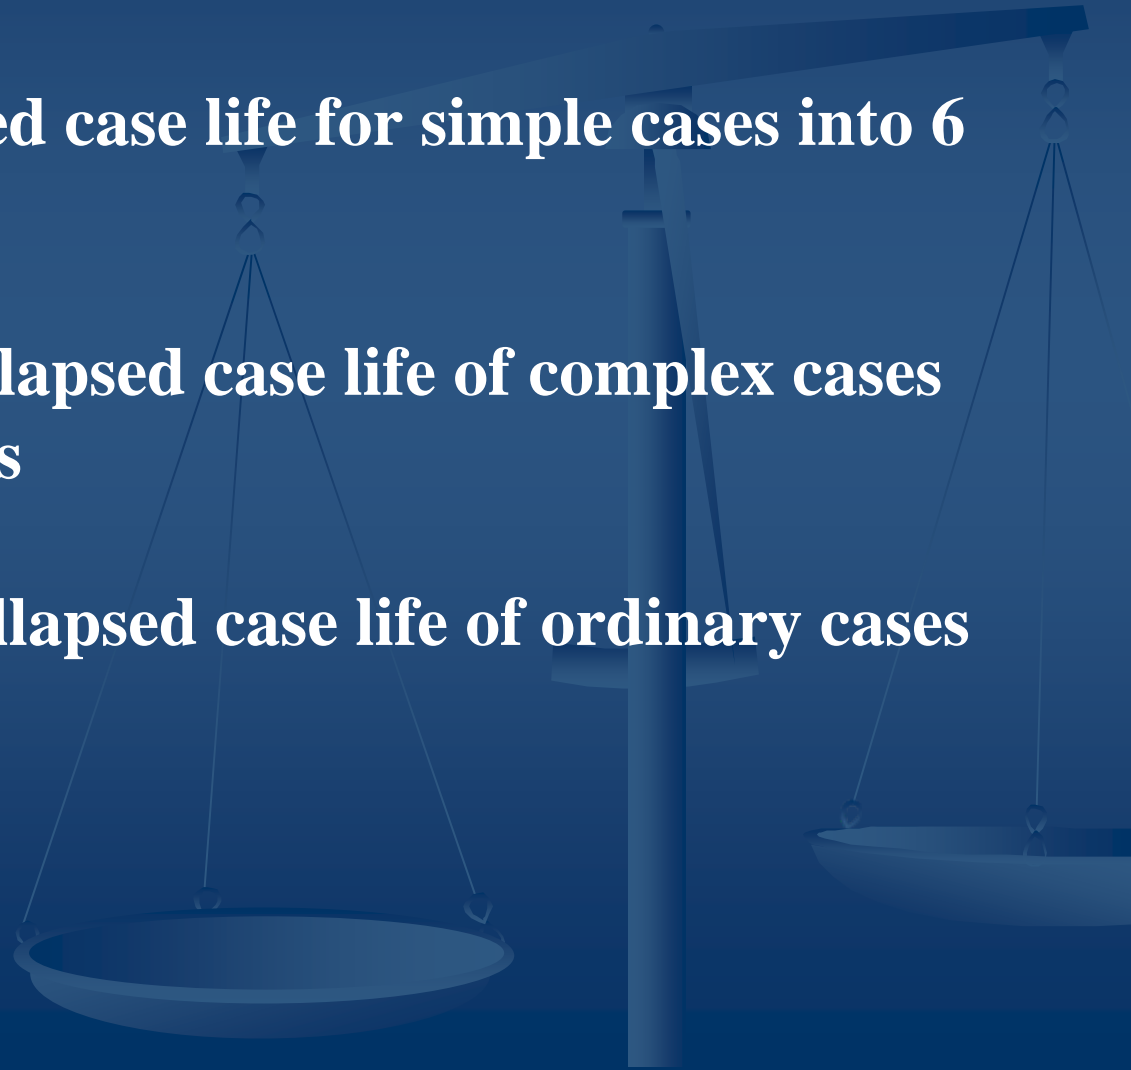 ed case life for simple cases into 6
lapsed case life of complex cases
s
llapsed case life of ordinary cases